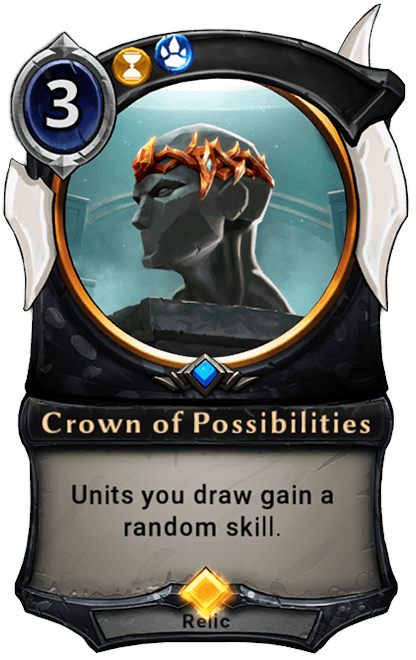 3
Crown of Possibilities
Units you draw gain a
random skill.
Relic